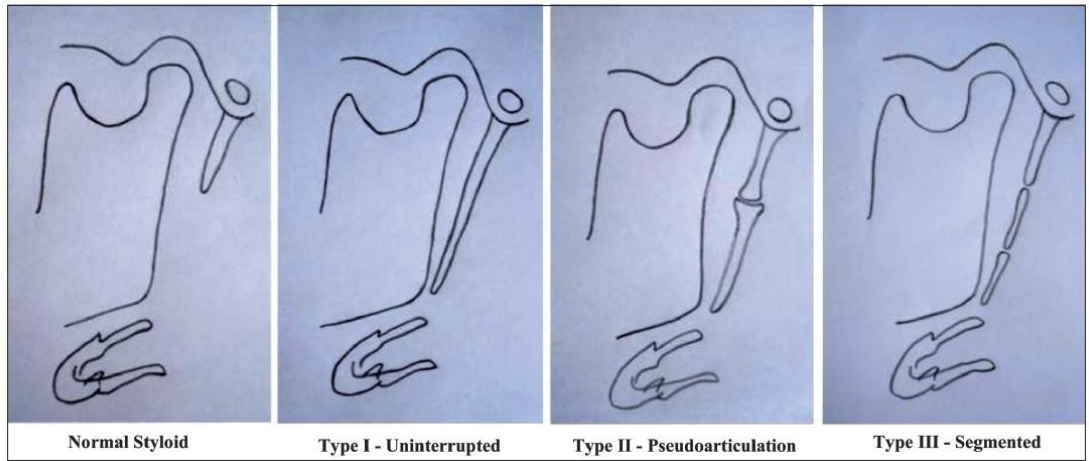 Normal Styloid
Type I - Uninterrupted
Type II - Pseudoarticulation
Type III - Segmented